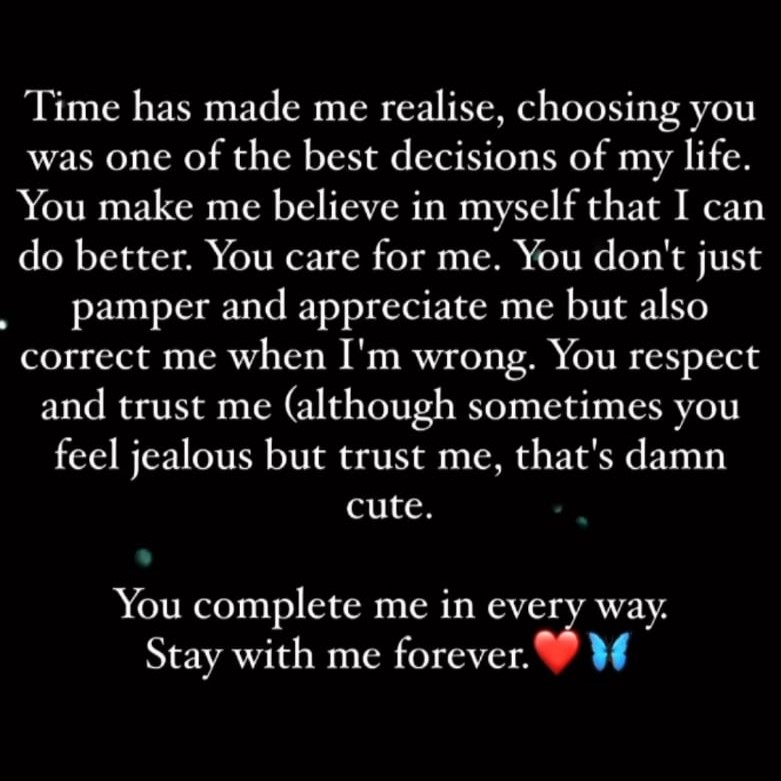 Time has made me realise, choosing you
was one of the best decisions of my life.
You make me believe in myself that I can
do better. You care for me. You don't just
pamper and appreciate me but also
correct me when I'm wrong. You respect
and trust me (although sometimes you
feel jealous but trust me, that's damn
cute.
You complete me in every way.
Stay with me forever.❤️🦋